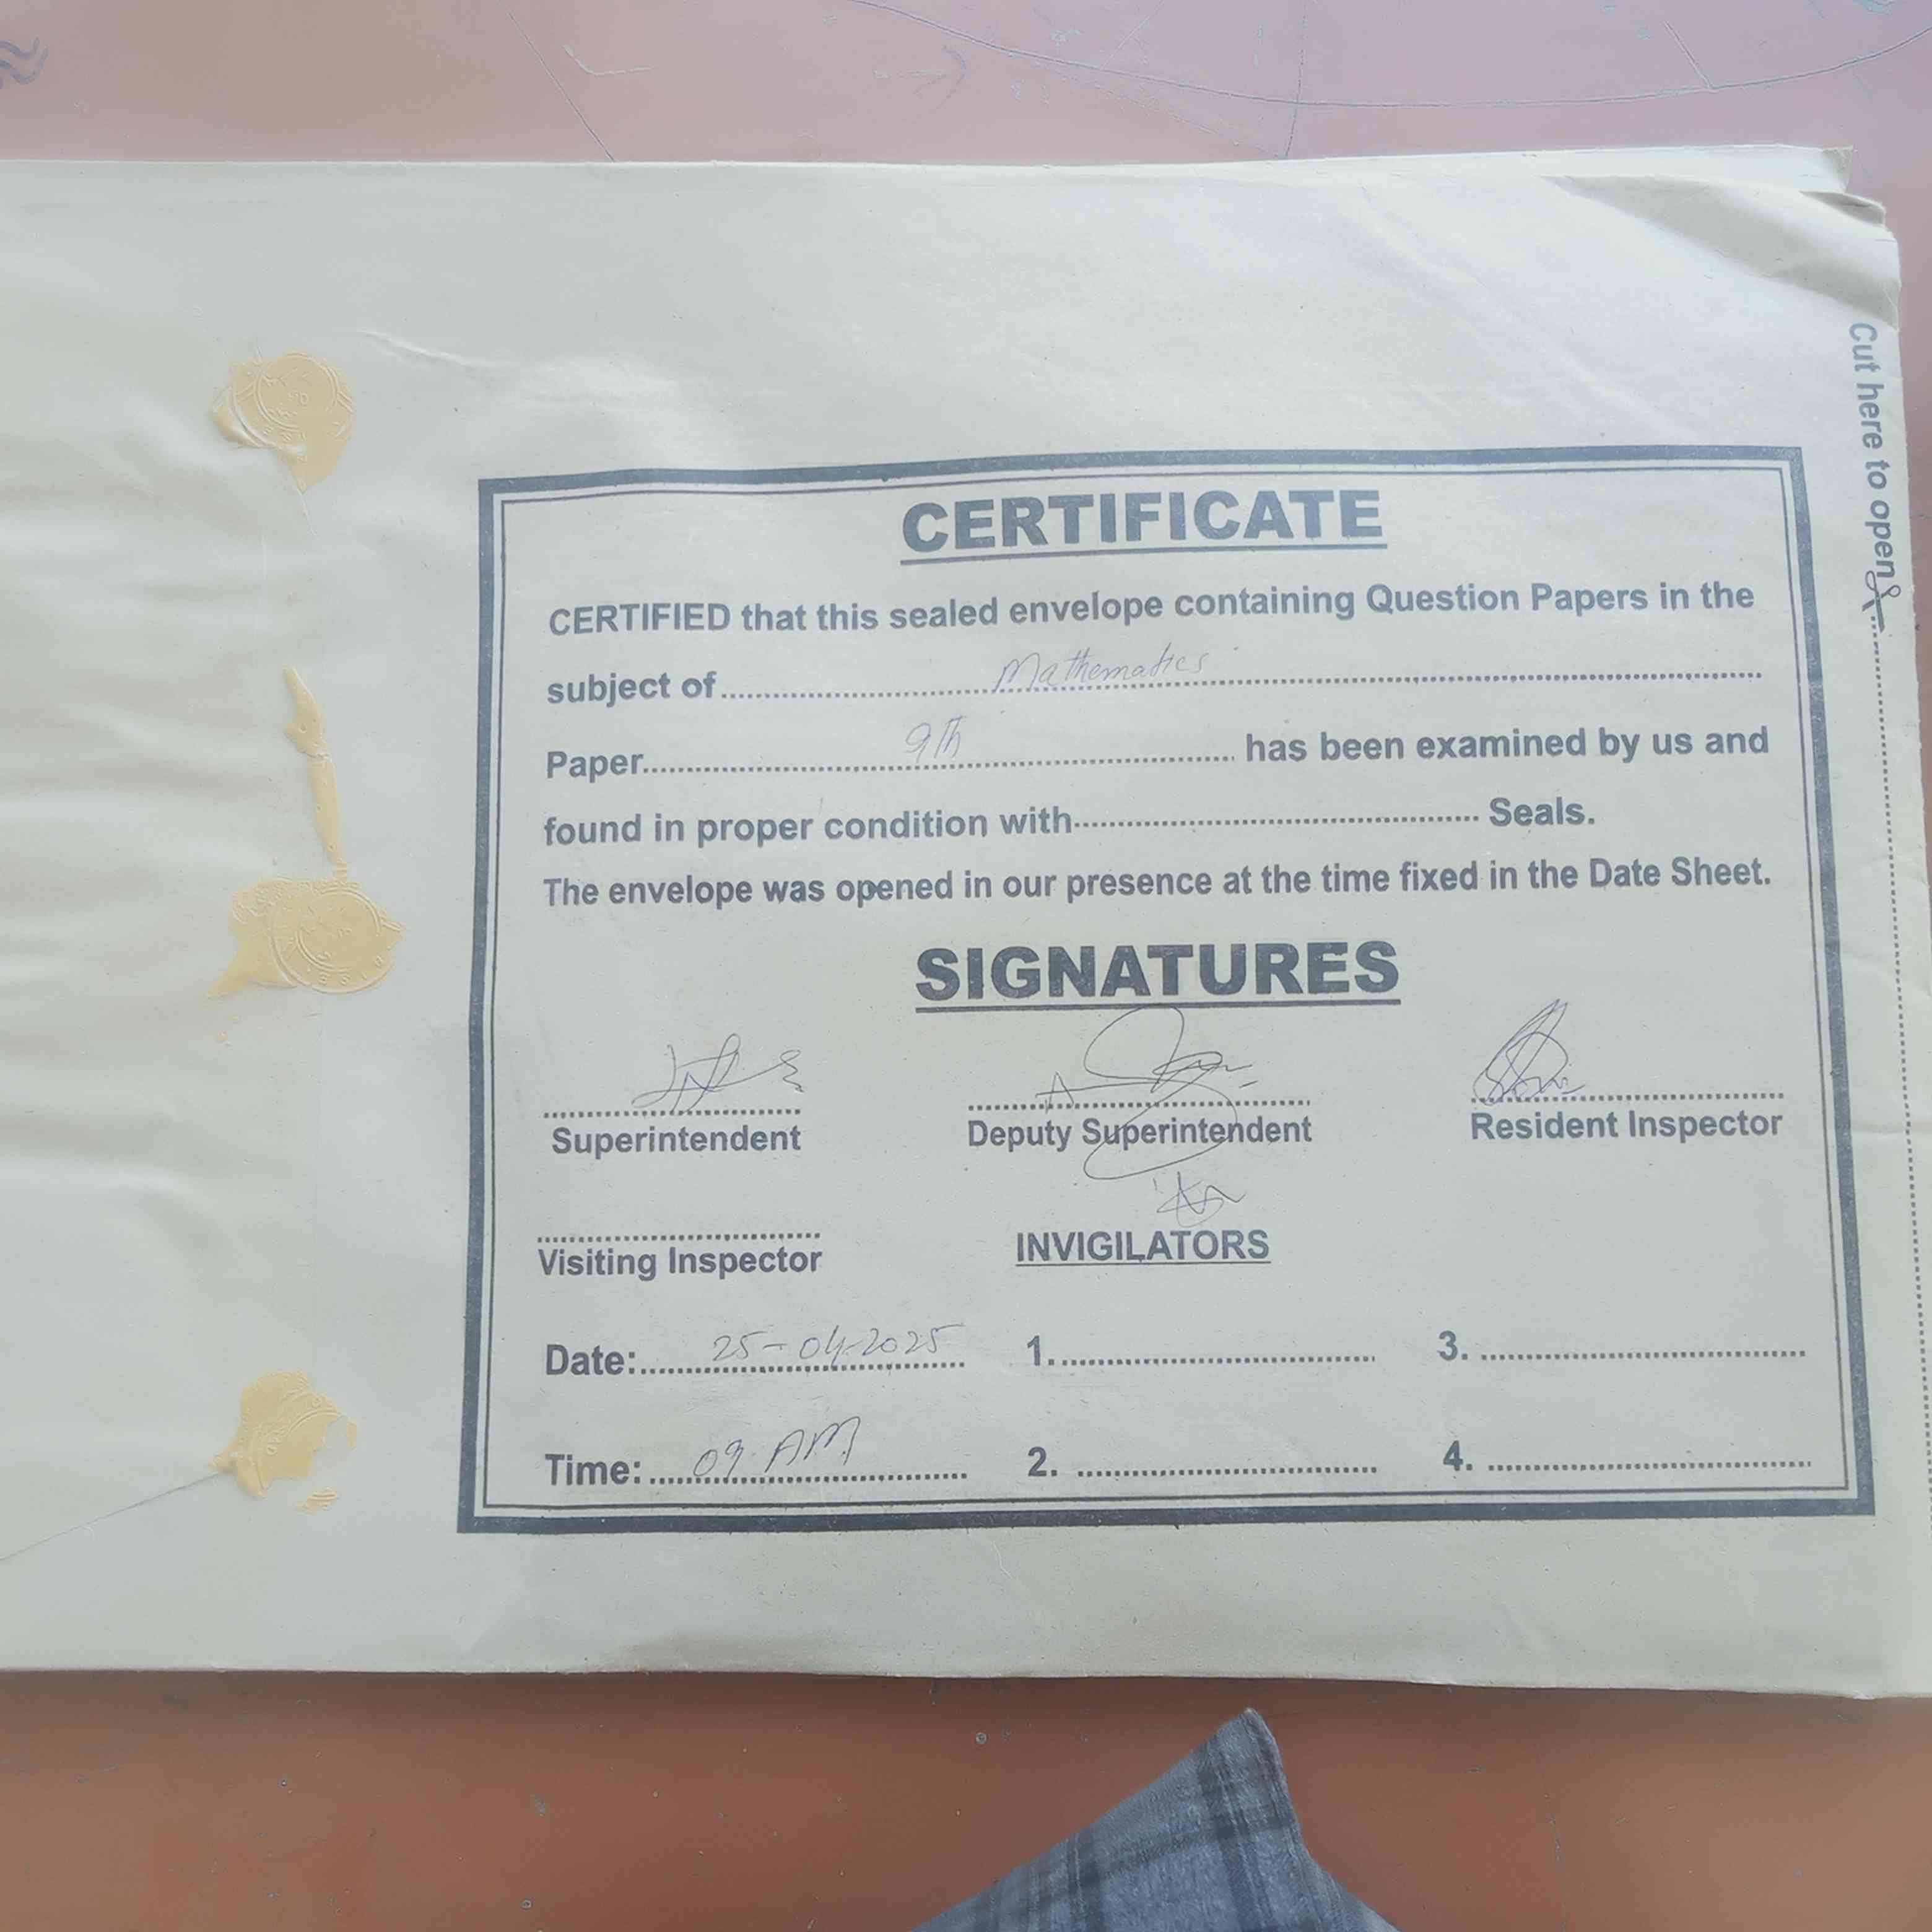 CERTIFICATE
CERTIFIED that this sealed envelope containing Question Papers in the
subject of Mathematics
Paper 9th has been examined by us and
found in proper condition with Seals.
The envelope was opened in our presence at the time fixed in the Date Sheet.
SIGNATURES
Superintendent Deputy Superintendent Resident Inspector
Visiting Inspector INVIGILATORS
Date: 25-04-2025 1. 3.
Time: 09 AM 2. 4.
Cut here to open